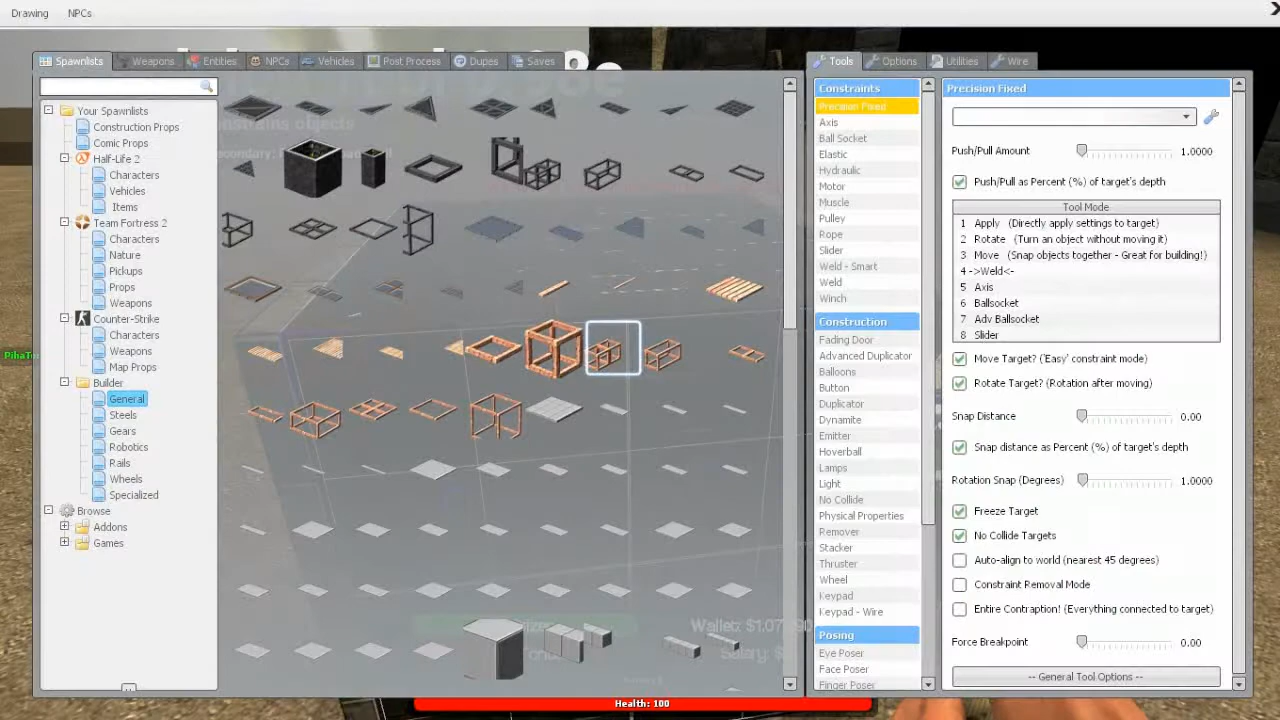 Drawing NPCs
Spawnlists Weapons Entities NPCs Vehicles Post Process Dupes Saves
Tools Options Utilities Wire
Your Spawnlists
Construction Props
Comic Props
Half-Life 2
Characters
Vehicles
Items
Team Fortress 2
Characters
Nature
Pickups
Props
Weapons
Counter-Strike
Characters
Weapons
Map Props
Builder
General
Steels
Gears
Robotics
Rails
Wheels
Specialized
Browse
Addons
Games
constrains objects
Wallet: $1.07
Salary: $
Health: 100
Constraints
Precision Fixed
Axis
Ball Socket
Elastic
Hydraulic
Motor
Muscle
Pulley
Rope
Slider
Weld - Smart
Weld
Winch
Construction
Fading Door
Advanced Duplicator
Balloons
Button
Duplicator
Dynamite
Emitter
Hoverball
Lamps
Light
No Collide
Physical Properties
Remover
Stacker
Thruster
Wheel
Keypad
Keypad - Wire
Posing
Eye Poser
Face Poser
Finger Poser
Precision Fixed
Push/Pull Amount 1.0000
Push/Pull as Percent (%) of target's depth
Tool Mode
1 Apply (Directly apply settings to target)
2 Rotate (Turn an object without moving it)
3 Move (Snap objects together - Great for building!)
4 ->Weld<-
5 Axis
6 Ballsocket
7 Adv Ballsocket
8 Slider
Move Target? ('Easy' constraint mode)
Rotate Target? (Rotation after moving)
Snap Distance 0.00
Snap distance as Percent (%) of target's depth
Rotation Snap (Degrees) 1.0000
Freeze Target
No Collide Targets
Auto-align to world (nearest 45 degrees)
Constraint Removal Mode
Entire Contraption! (Everything connected to target)
Force Breakpoint 0.00
-- General Tool Options --